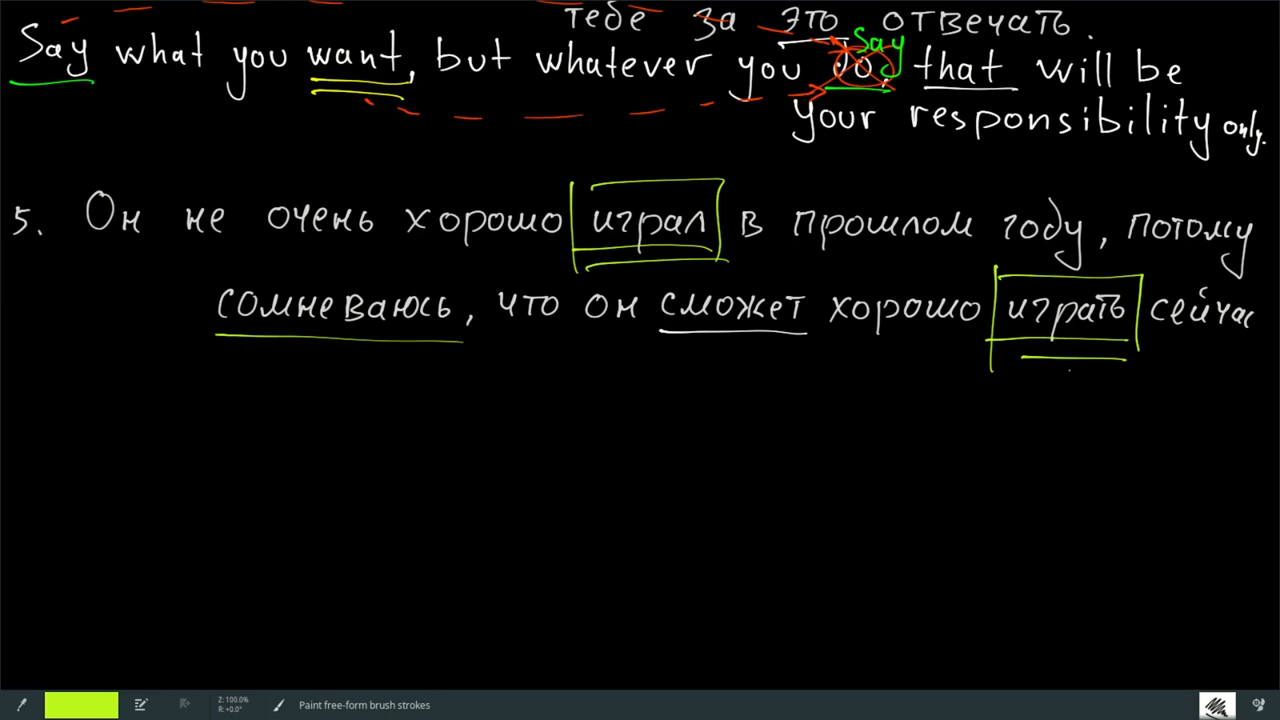 тебе за это отвечать.
Say
Say what you want, but whatever you do, that will be
your responsibility only.
5. Он не очень хорошо играл в прошлом году, потому
сомневаюсь, что он сможет хорошо играть сейчас
Z: 100.0%
R: +0.0°
Paint free-form brush strokes